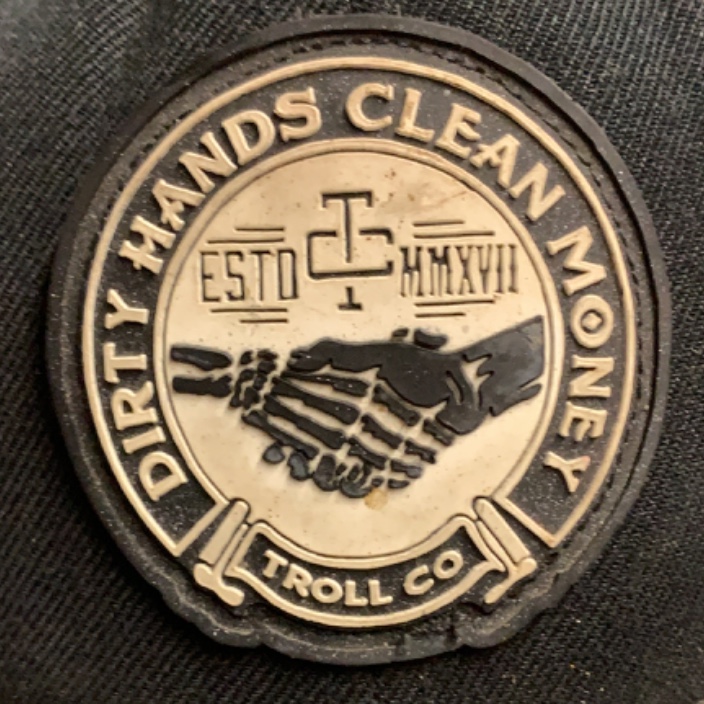 DIRTY HANDS CLEAN MONEY
TC
ESTD MMXVII
TROLL CO